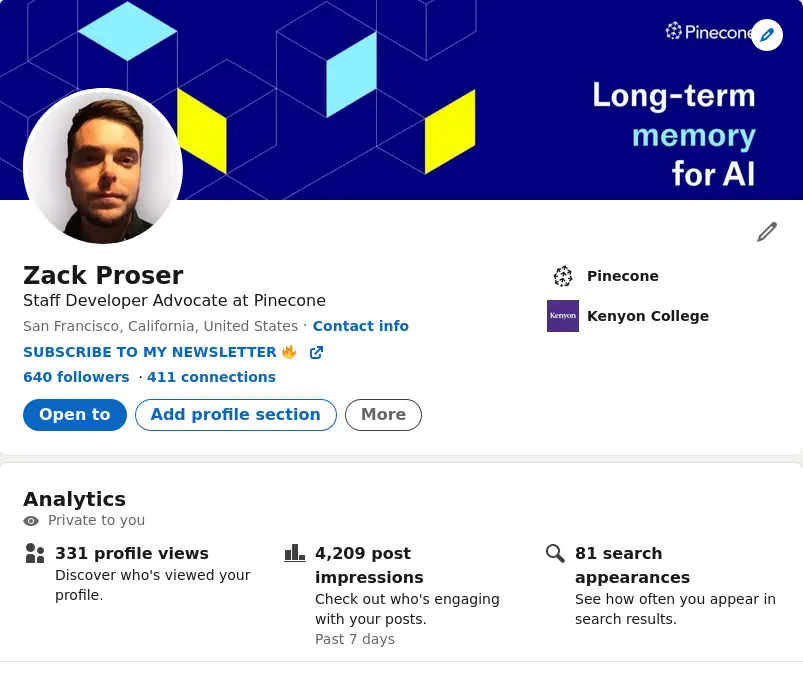 Pinecone
Long-term
memory
for AI
Zack Proser
Staff Developer Advocate at Pinecone
San Francisco, California, United States · Contact info
SUBSCRIBE TO MY NEWSLETTER 🔥
640 followers · 411 connections
Open to
Add profile section
More
Pinecone
Kenyon
Kenyon College
Analytics
Private to you
331 profile views
Discover who's viewed your
profile.
4,209 post
impressions
Check out who's engaging
with your posts.
Past 7 days
81 search
appearances
See how often you appear in
search results.